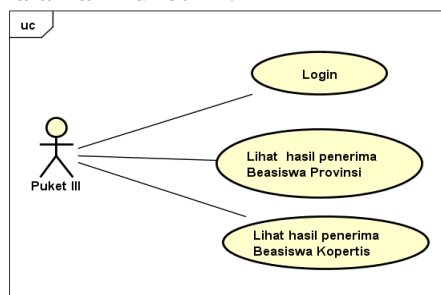 uc
Login
Lihat hasil penerima
Beasiswa Provinsi
Puket III
Lihat hasil penerima
Beasiswa Kopertis